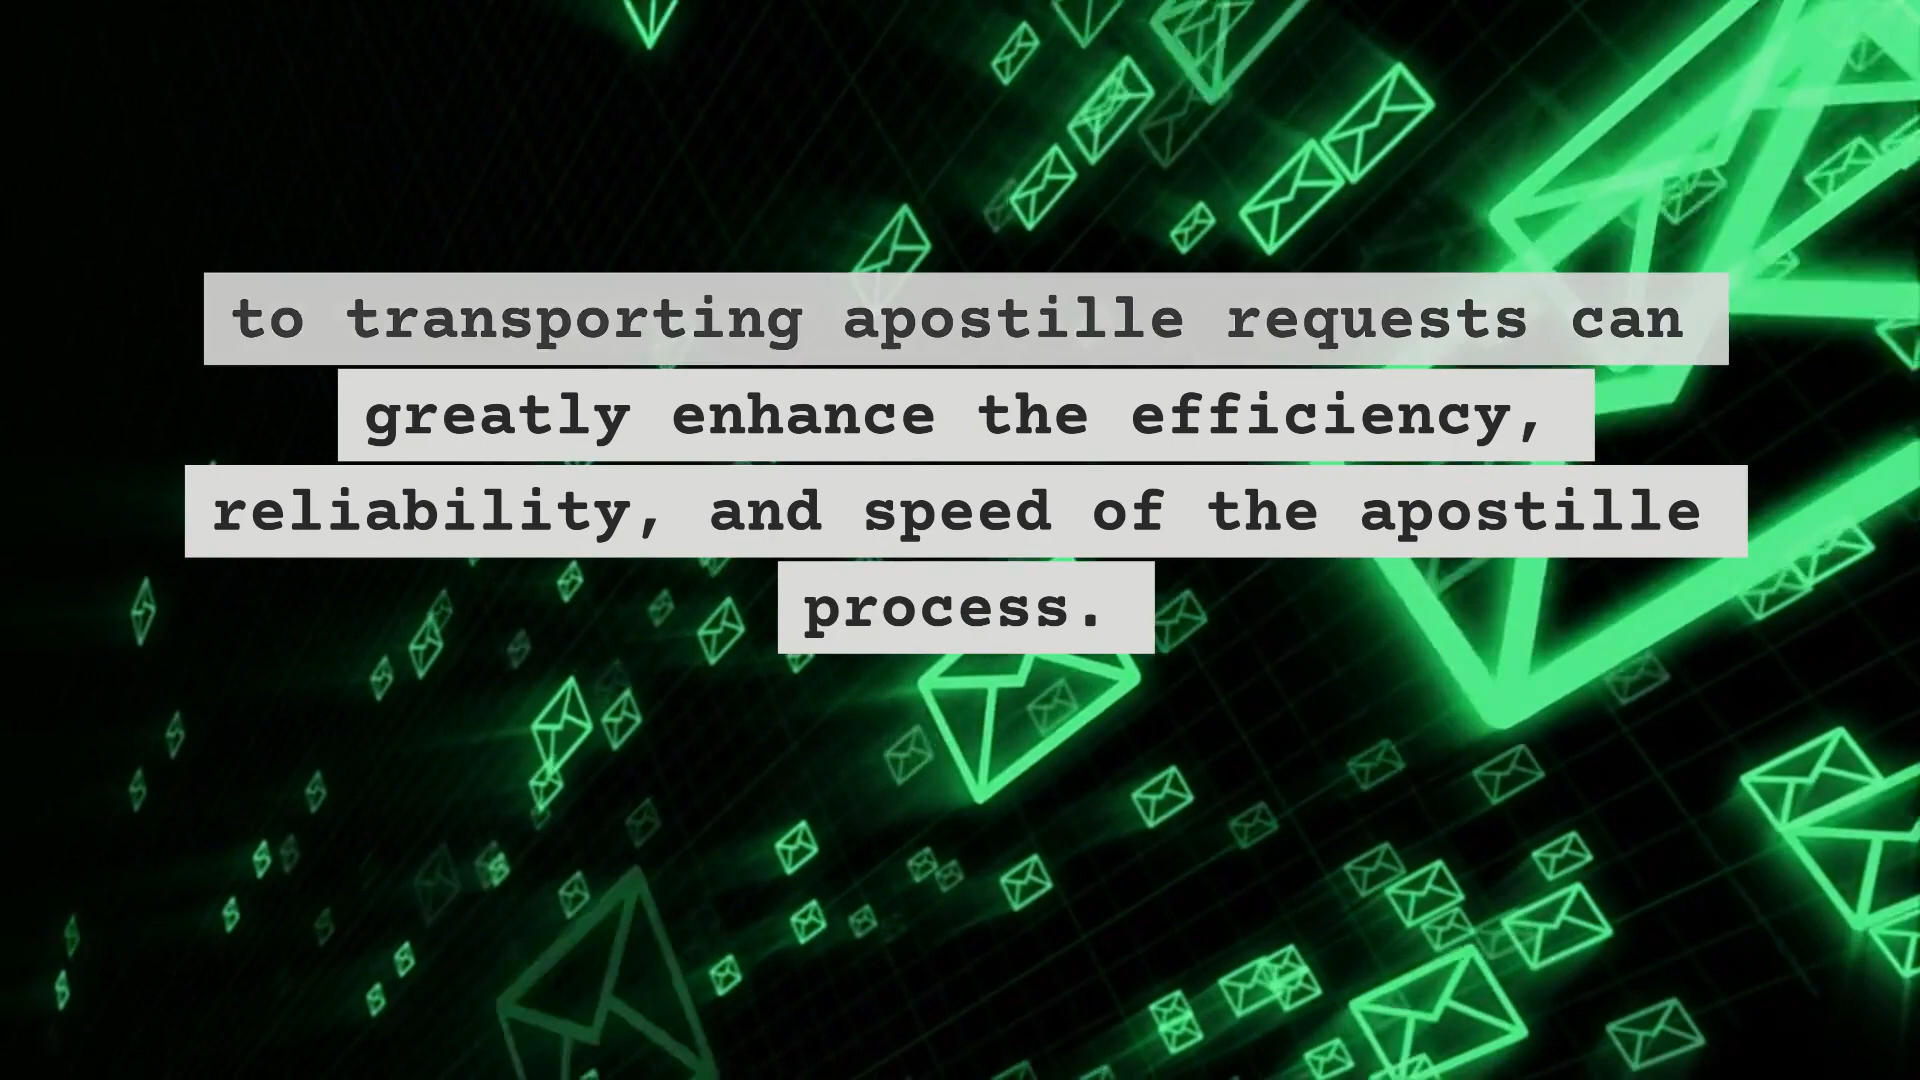 to transporting apostille requests can
greatly enhance the efficiency,
reliability, and speed of the apostille
process.